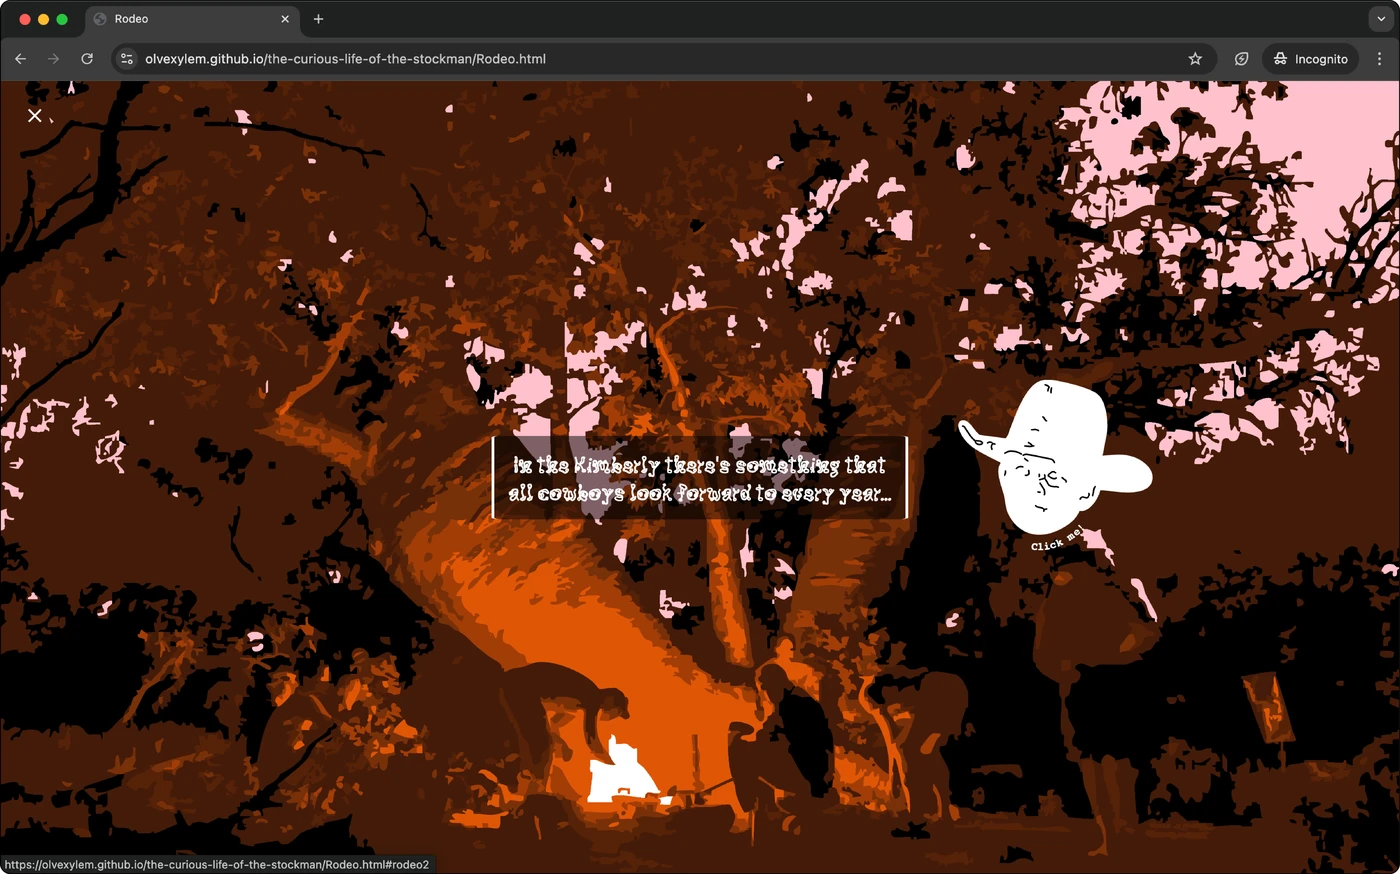 Rodeo
olvexylem.github.io/the-curious-life-of-the-stockman/Rodeo.html
Incognito
In the Kimberly there's something that
all cowboys look forward to every year...
Click me!
https://olvexylem.github.io/the-curious-life-of-the-stockman/Rodeo.html#rodeo2